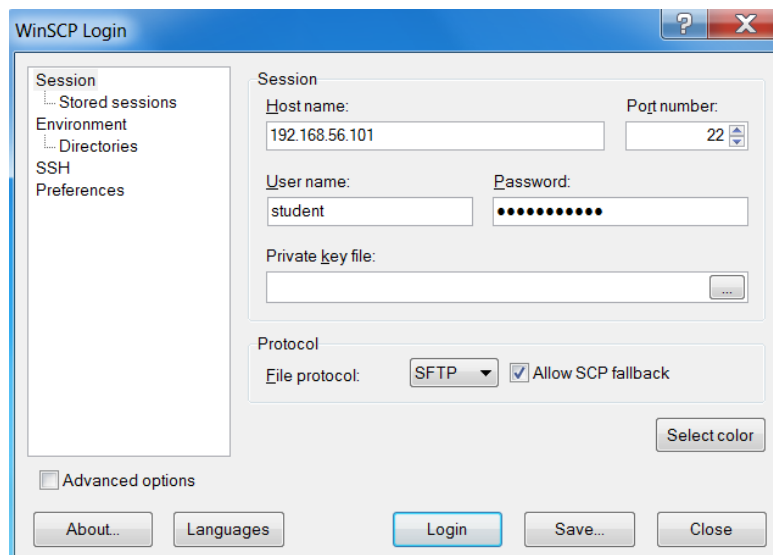 WinSCP Login
Session
Stored sessions
Environment
Directories
SSH
Preferences
Session
Host name:
Port number:
192.168.56.101
22
User name:
Password:
student
●●●●●●●●●●●
Private key file:
...
Protocol
File protocol:
SFTP
Allow SCP fallback
Select color
Advanced options
About...
Languages
Login
Save...
Close